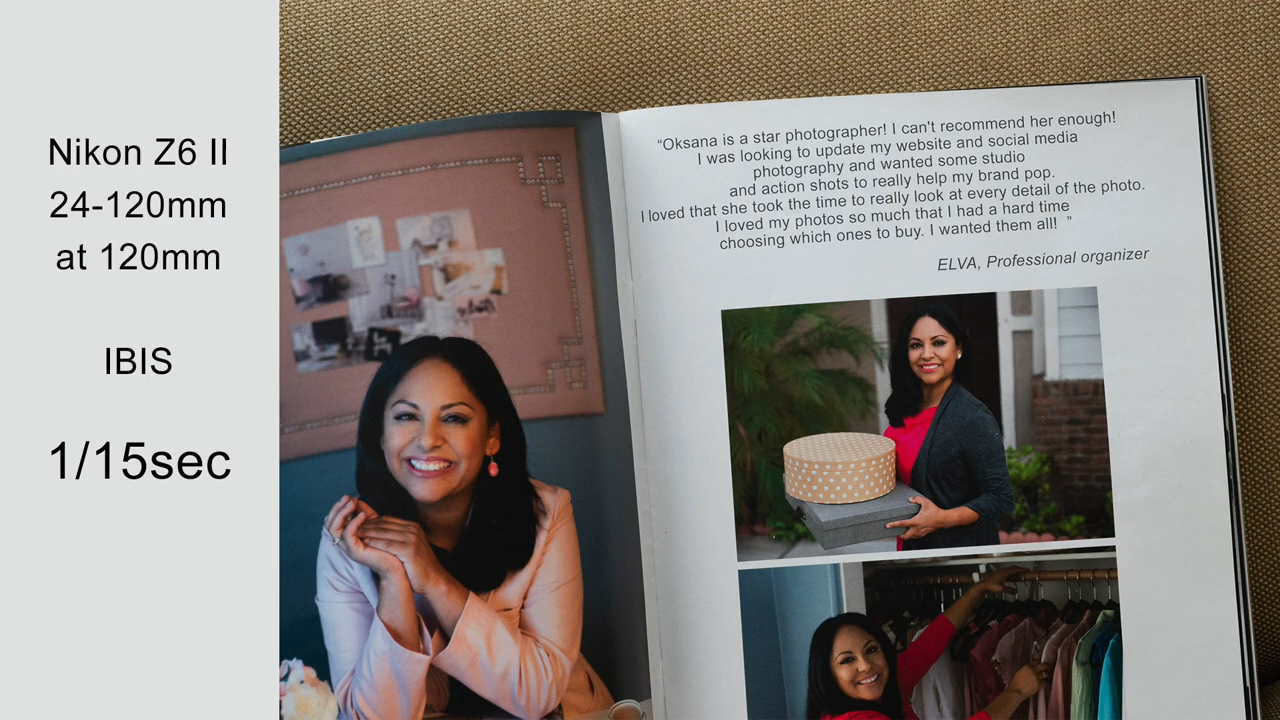 Nikon Z6 II
24-120mm
at 120mm
IBIS
1/15sec
“Oksana is a star photographer! I can't recommend her enough!
I was looking to update my website and social media
photography and wanted some studio
and action shots to really help my brand pop.
I loved that she took the time to really look at every detail of the photo.
I loved my photos so much that I had a hard time
choosing which ones to buy. I wanted them all! ”
ELVA, Professional organizer